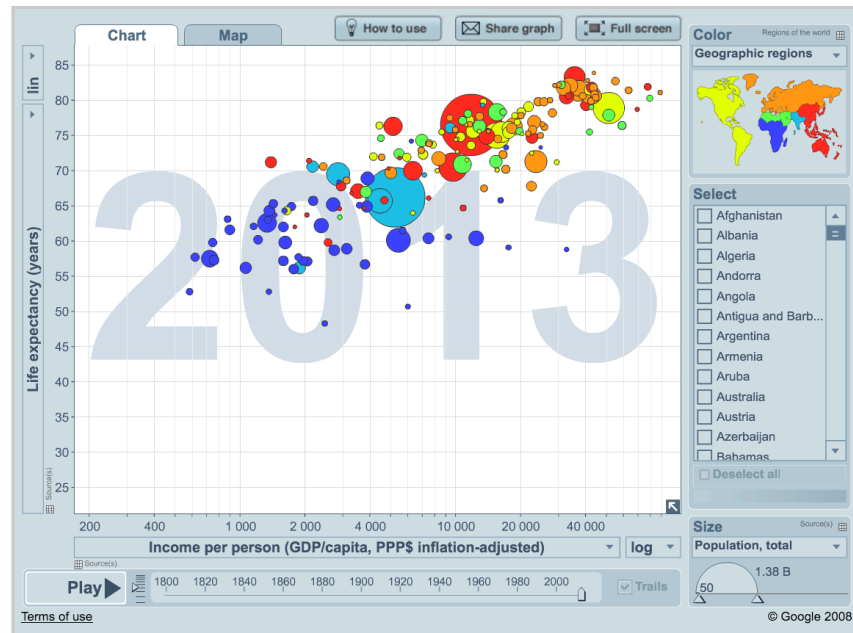 Chart
Map
How to use
Share graph
Full screen
Color
Regions of the world
Geographic regions
lin
Life expectancy (years)
Source(s)
85
80
75
70
65
60
55
50
45
40
35
30
25
2013
200
400
1 000
2 000
4 000
10 000
20 000
40 000
Income per person (GDP/capita, PPP$ inflation-adjusted)
log
Source(s)
Select
Afghanistan
Albania
Algeria
Andorra
Angola
Antigua and Barb...
Argentina
Armenia
Aruba
Australia
Austria
Azerbaijan
Bahamas
Deselect all
Size
Source(s)
Population, total
1.38 B
50
Play
1800 1820 1840 1860 1880 1900 1920 1940 1960 1980 2000
Trails
Terms of use
© Google 2008